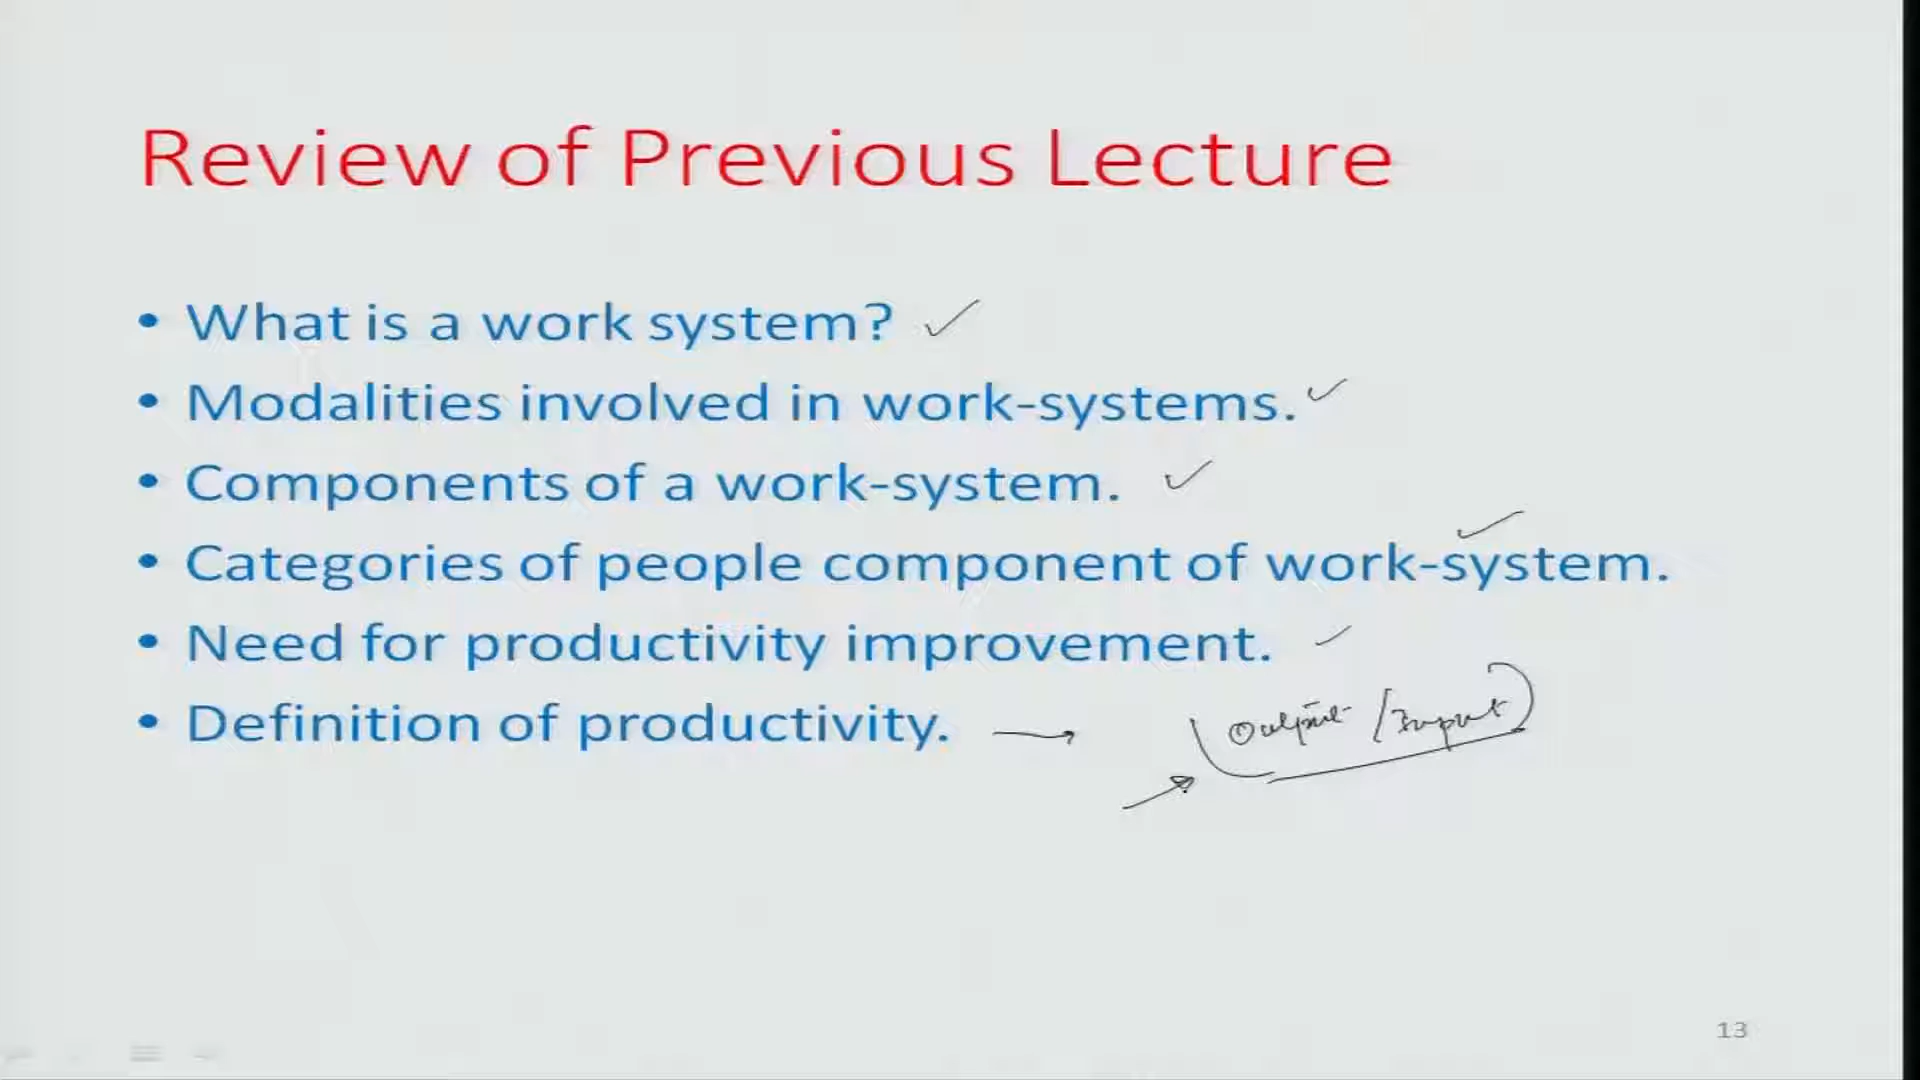 Review of Previous Lecture
• What is a work system? ✓
• Modalities involved in work-systems. ✓
• Components of a work-system. ✓
• Categories of people component of work-system. ✓
• Need for productivity improvement. ✓
• Definition of productivity. → Output / Input
13